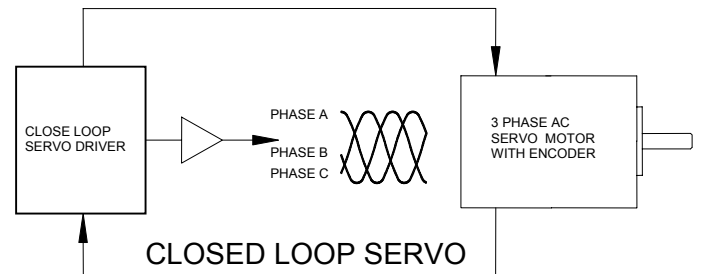 CLOSE LOOP
SERVO DRIVER
PHASE A
PHASE B
PHASE C
3 PHASE AC
SERVO MOTOR
WITH ENCODER
CLOSED LOOP SERVO